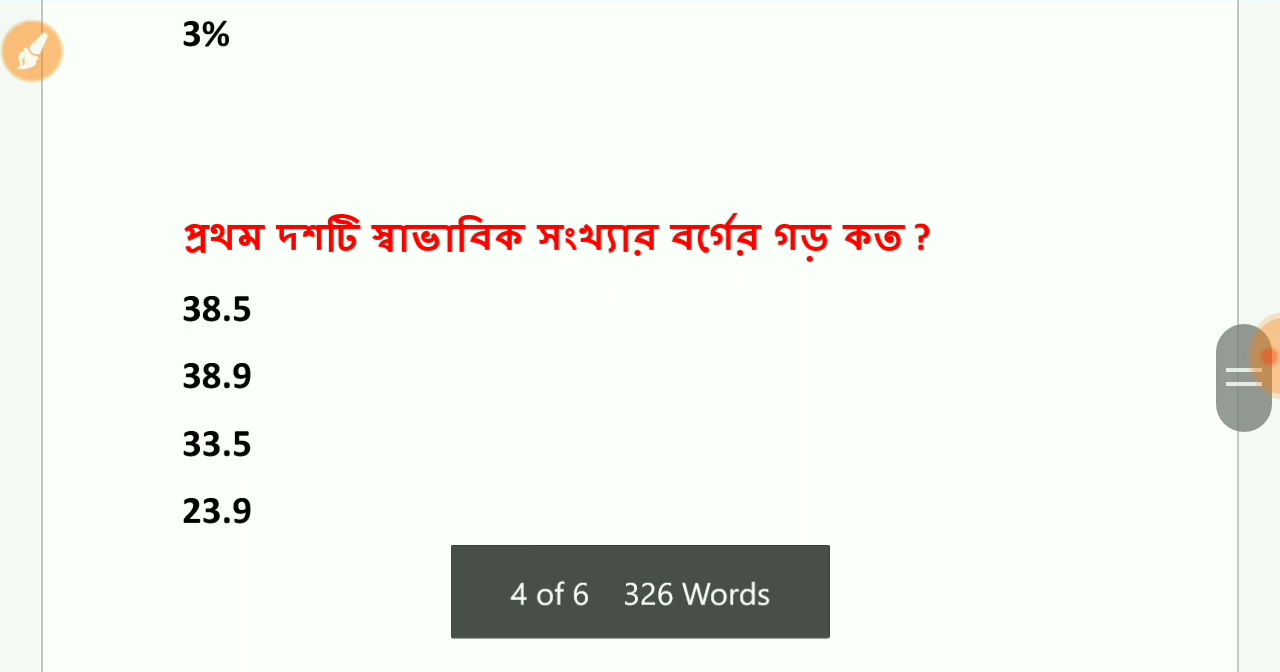 3%
প্রথম দশটি স্বাভাবিক সংখ্যার বর্গের গড় কত ?
38.5
38.9
33.5
23.9
4 of 6 326 Words